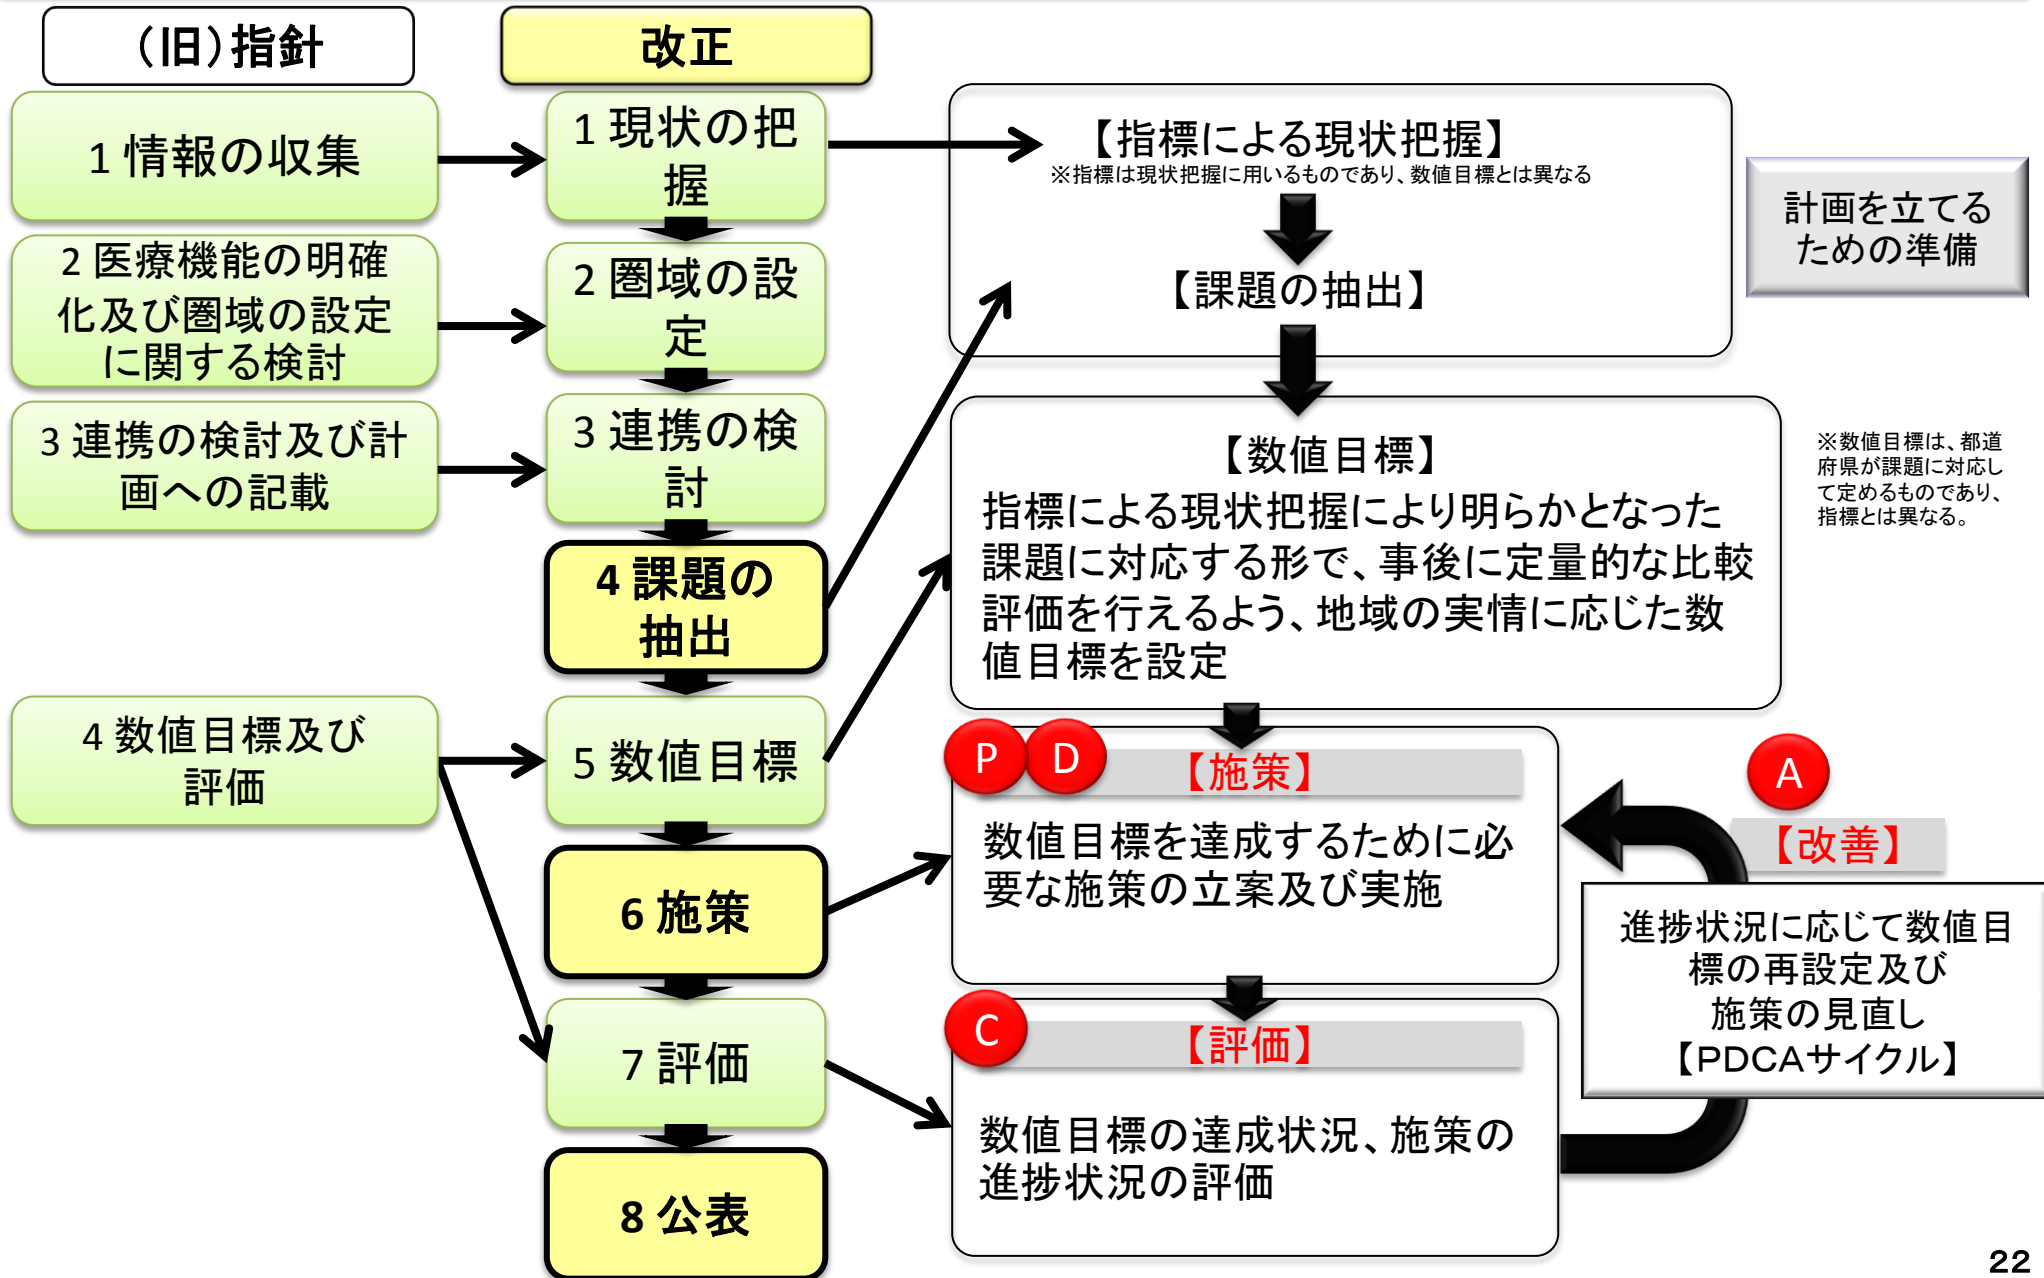 （旧）指針
1 情報の収集
2 医療機能の明確
化及び圏域の設定
に関する検討
3 連携の検討及び計
画への記載
4 数値目標及び
評価
改正
1 現状の把
握
2 圏域の設
定
3 連携の検
討
4 課題の
抽出
5 数値目標
6 施策
7 評価
8 公表
【指標による現状把握】
※指標は現状把握に用いるものであり、数値目標とは異なる
【課題の抽出】
計画を立てる
ための準備
【数値目標】
指標による現状把握により明らかとなった
課題に対応する形で、事後に定量的な比較
評価を行えるよう、地域の実情に応じた数
値目標を設定
※数値目標は、都道
府県が課題に対応し
て定めるものであり、
指標とは異なる。
P
D
【施策】
数値目標を達成するために必
要な施策の立案及び実施
C
【評価】
数値目標の達成状況、施策の
進捗状況の評価
A
【改善】
進捗状況に応じて数値目
標の再設定及び
施策の見直し
【PDCAサイクル】
22